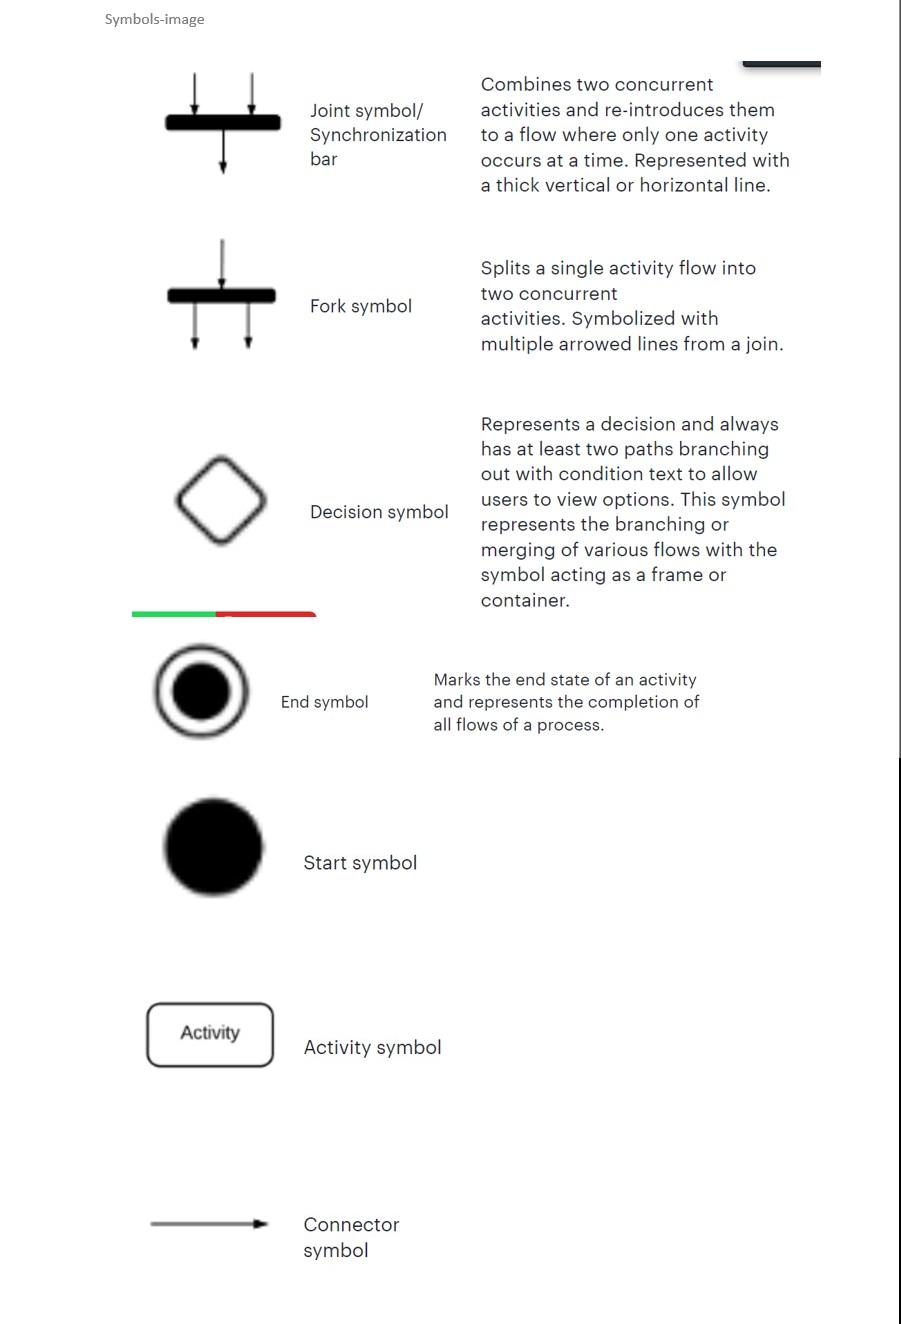 Symbols-image
Joint symbol/
Synchronization
bar
Combines two concurrent
activities and re-introduces them
to a flow where only one activity
occurs at a time. Represented with
a thick vertical or horizontal line.
Fork symbol
Splits a single activity flow into
two concurrent
activities. Symbolized with
multiple arrowed lines from a join.
Decision symbol
Represents a decision and always
has at least two paths branching
out with condition text to allow
users to view options. This symbol
represents the branching or
merging of various flows with the
symbol acting as a frame or
container.
End symbol
Marks the end state of an activity
and represents the completion of
all flows of a process.
Start symbol
Activity
Activity symbol
Connector
symbol